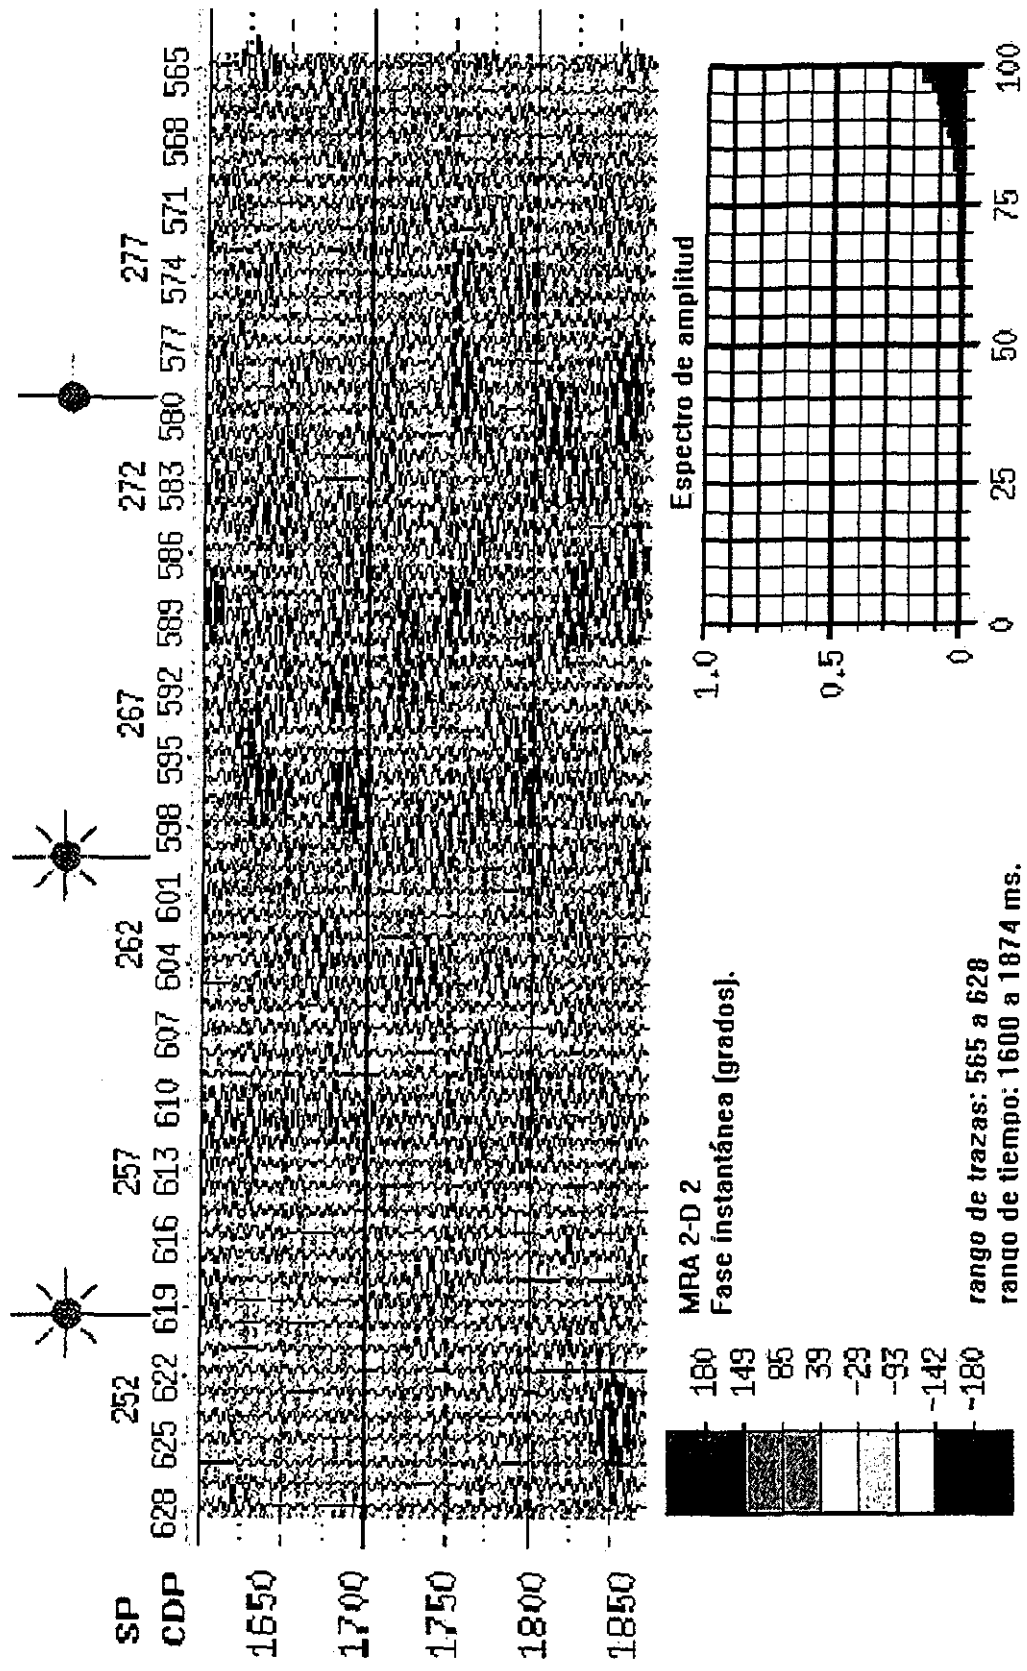 SP 252 257 262 267 272 277
CDP 628 625 622 619 616 613 610 607 604 601 598 595 592 589 586 583 580 577 574 571 568 565
1650
1700
1750
1800
1850
180
149
85
39
-29
-93
-142
-180
MRA 2-D 2
Fase instantánea (grados).
rango de trazas: 565 a 628
rango de tiempo: 1600 a 1874 ms.
Espectro de amplitud
1.0
0.5
0
0 25 50 75 100